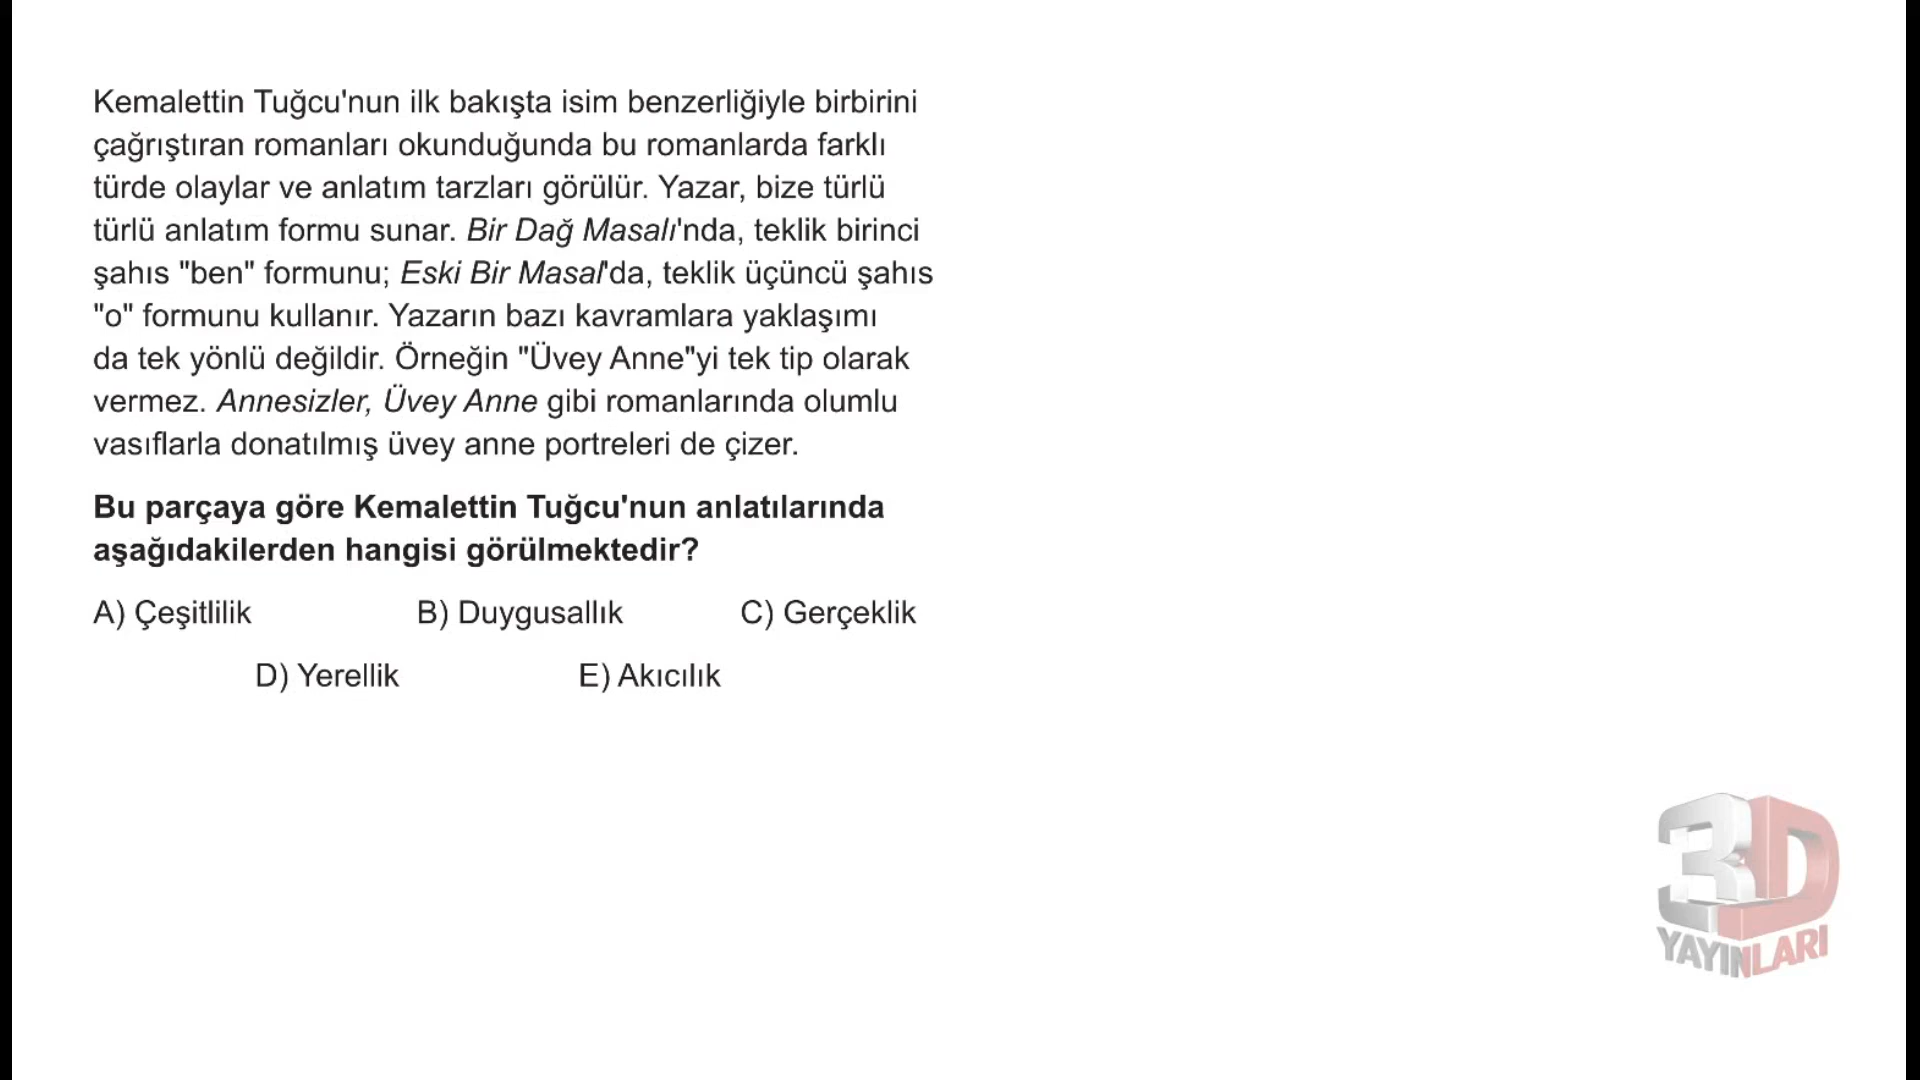 Kemalettin Tuğcu'nun ilk bakışta isim benzerliğiyle birbirini
çağrıştıran romanları okunduğunda bu romanlarda farklı
türde olaylar ve anlatım tarzları görülür. Yazar, bize türlü
türlü anlatım formu sunar. Bir Dağ Masalı'nda, teklik birinci
şahıs "ben" formunu; Eski Bir Masal'da, teklik üçüncü şahıs
"o" formunu kullanır. Yazarın bazı kavramlara yaklaşımı
da tek yönlü değildir. Örneğin "Üvey Anne"yi tek tip olarak
vermez. Annesizler, Üvey Anne gibi romanlarında olumlu
vasıflarla donatılmış üvey anne portreleri de çizer.
Bu parçaya göre Kemalettin Tuğcu'nun anlatılarında
aşağıdakilerden hangisi görülmektedir?
A) Çeşitlilik B) Duygusallık C) Gerçeklik
D) Yerellik E) Akıcılık
3D
YAYINLARI